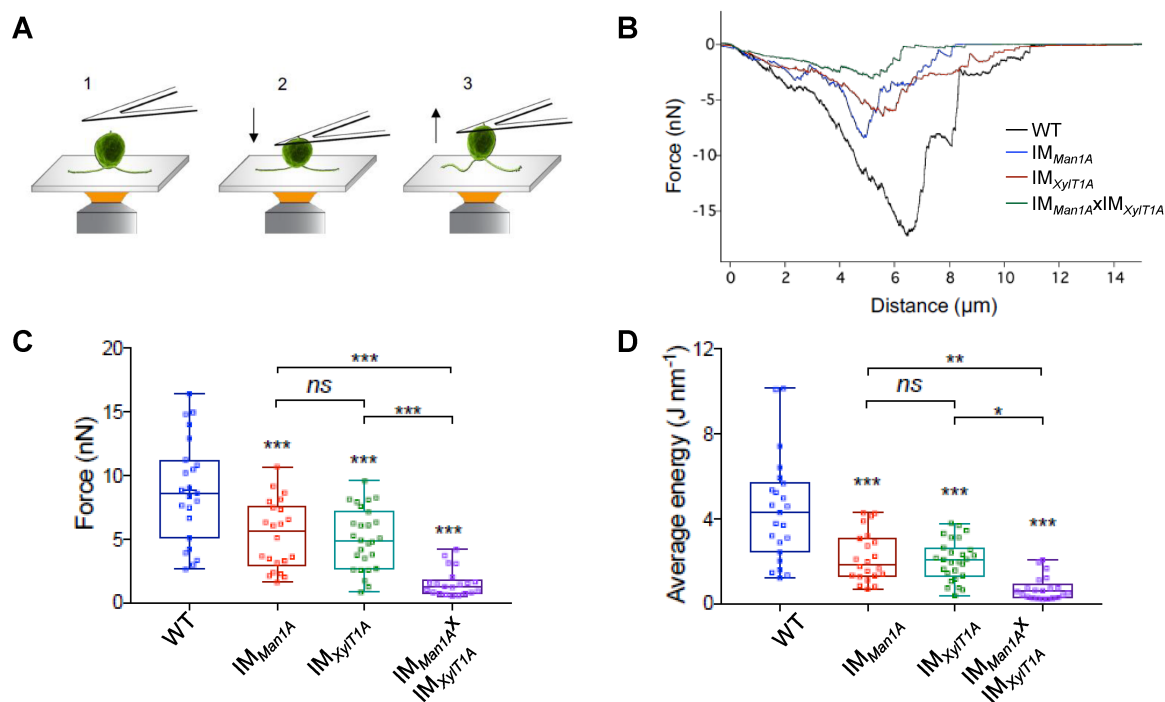 A
1
2
3
B
0
-5
-10
-15
Force (nN)
WT
IMMan1A
IMXylT1A
IMMan1AxIMXylT1A
0
2
4
6
8
10
12
14
Distance (µm)
C
20
15
10
5
0
Force (nN)
***
ns
***
***
***
***
WT
IMMan1A
IMXylT1A
IMMan1Ax
IMXylT1A
D
12
8
4
0
Average energy (J nm-1)
**
ns
*
***
***
***
WT
IMMan1A
IMXylT1A
IMMan1Ax
IMXylT1A